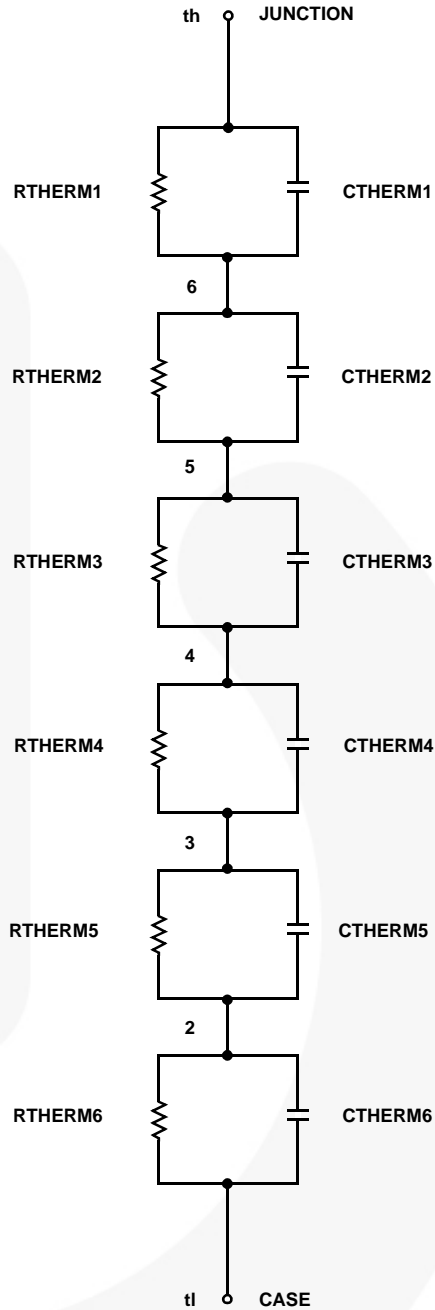 th JUNCTION
RTHERM1 CTHERM1
6
RTHERM2 CTHERM2
5
RTHERM3 CTHERM3
4
RTHERM4 CTHERM4
3
RTHERM5 CTHERM5
2
RTHERM6 CTHERM6
tl CASE